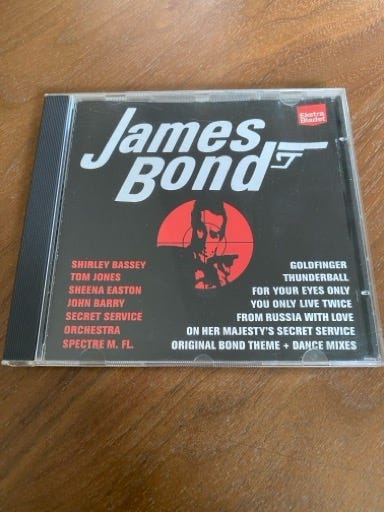 Ekstra
Bladet
James
Bond
SHIRLEY BASSEY
TOM JONES
SHEENA EASTON
JOHN BARRY
SECRET SERVICE
ORCHESTRA
SPECTRE M. FL.
GOLDFINGER
THUNDERBALL
FOR YOUR EYES ONLY
YOU ONLY LIVE TWICE
FROM RUSSIA WITH LOVE
ON HER MAJESTY'S SECRET SERVICE
ORIGINAL BOND THEME + DANCE MIXES